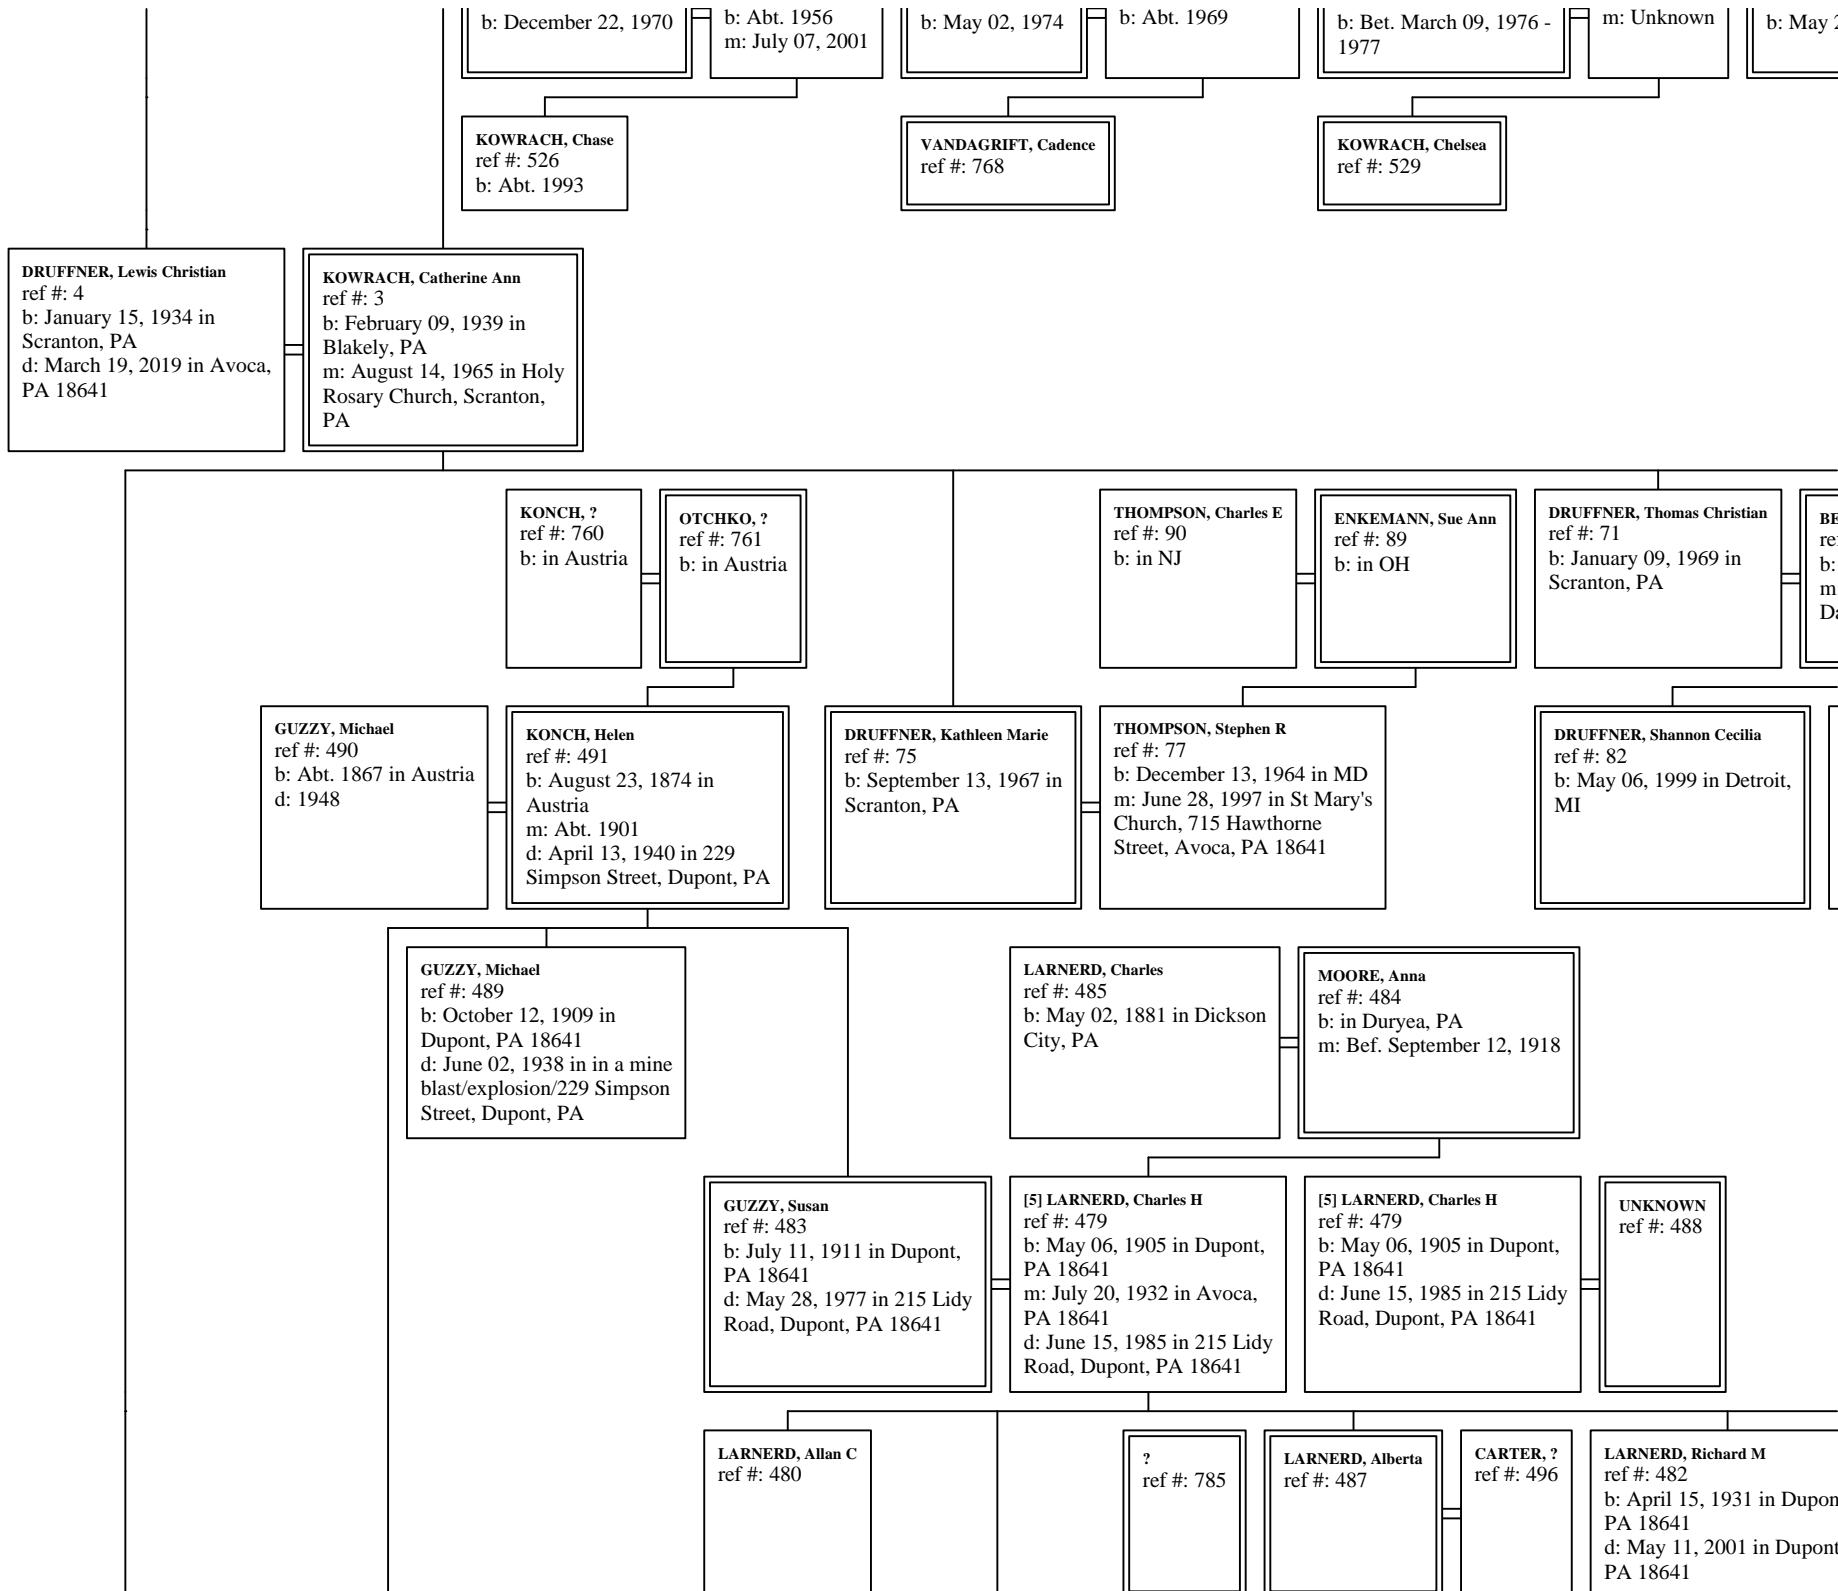 b: December 22, 1970
b: Abt. 1956
m: July 07, 2001
b: May 02, 1974
b: Abt. 1969
b: Bet. March 09, 1976 -
1977
m: Unknown
b: May
KOWRACH, Chase
ref #: 526
b: Abt. 1993
VANDAGRIFT, Cadence
ref #: 768
KOWRACH, Chelsea
ref #: 529
DRUFFNER, Lewis Christian
ref #: 4
b: January 15, 1934 in
Scranton, PA
d: March 19, 2019 in Avoca,
PA 18641
KOWRACH, Catherine Ann
ref #: 3
b: February 09, 1939 in
Blakely, PA
m: August 14, 1965 in Holy
Rosary Church, Scranton,
PA
KONCH, ?
ref #: 760
b: in Austria
OTCHKO, ?
ref #: 761
b: in Austria
THOMPSON, Charles E
ref #: 90
b: in NJ
ENKEMANN, Sue Ann
ref #: 89
b: in OH
DRUFFNER, Thomas Christian
ref #: 71
b: January 09, 1969 in
Scranton, PA
BE
ref
b:
m:
Da
GUZZY, Michael
ref #: 490
b: Abt. 1867 in Austria
d: 1948
KONCH, Helen
ref #: 491
b: August 23, 1874 in
Austria
m: Abt. 1901
d: April 13, 1940 in 229
Simpson Street, Dupont, PA
DRUFFNER, Kathleen Marie
ref #: 75
b: September 13, 1967 in
Scranton, PA
THOMPSON, Stephen R
ref #: 77
b: December 13, 1964 in MD
m: June 28, 1997 in St Mary's
Church, 715 Hawthorne
Street, Avoca, PA 18641
DRUFFNER, Shannon Cecilia
ref #: 82
b: May 06, 1999 in Detroit,
MI
GUZZY, Michael
ref #: 489
b: October 12, 1909 in
Dupont, PA 18641
d: June 02, 1938 in in a mine
blast/explosion/229 Simpson
Street, Dupont, PA
LARNERD, Charles
ref #: 485
b: May 02, 1881 in Dickson
City, PA
MOORE, Anna
ref #: 484
b: in Duryea, PA
m: Bef. September 12, 1918
GUZZY, Susan
ref #: 483
b: July 11, 1911 in Dupont,
PA 18641
d: May 28, 1977 in 215 Lidy
Road, Dupont, PA 18641
[5] LARNERD, Charles H
ref #: 479
b: May 06, 1905 in Dupont,
PA 18641
m: July 20, 1932 in Avoca,
PA 18641
d: June 15, 1985 in 215 Lidy
Road, Dupont, PA 18641
[5] LARNERD, Charles H
ref #: 479
b: May 06, 1905 in Dupont,
PA 18641
d: June 15, 1985 in 215 Lidy
Road, Dupont, PA 18641
UNKNOWN
ref #: 488
LARNERD, Allan C
ref #: 480
?
ref #: 785
LARNERD, Alberta
ref #: 487
CARTER, ?
ref #: 496
LARNERD, Richard M
ref #: 482
b: April 15, 1931 in Dupon
PA 18641
d: May 11, 2001 in Dupont
PA 18641